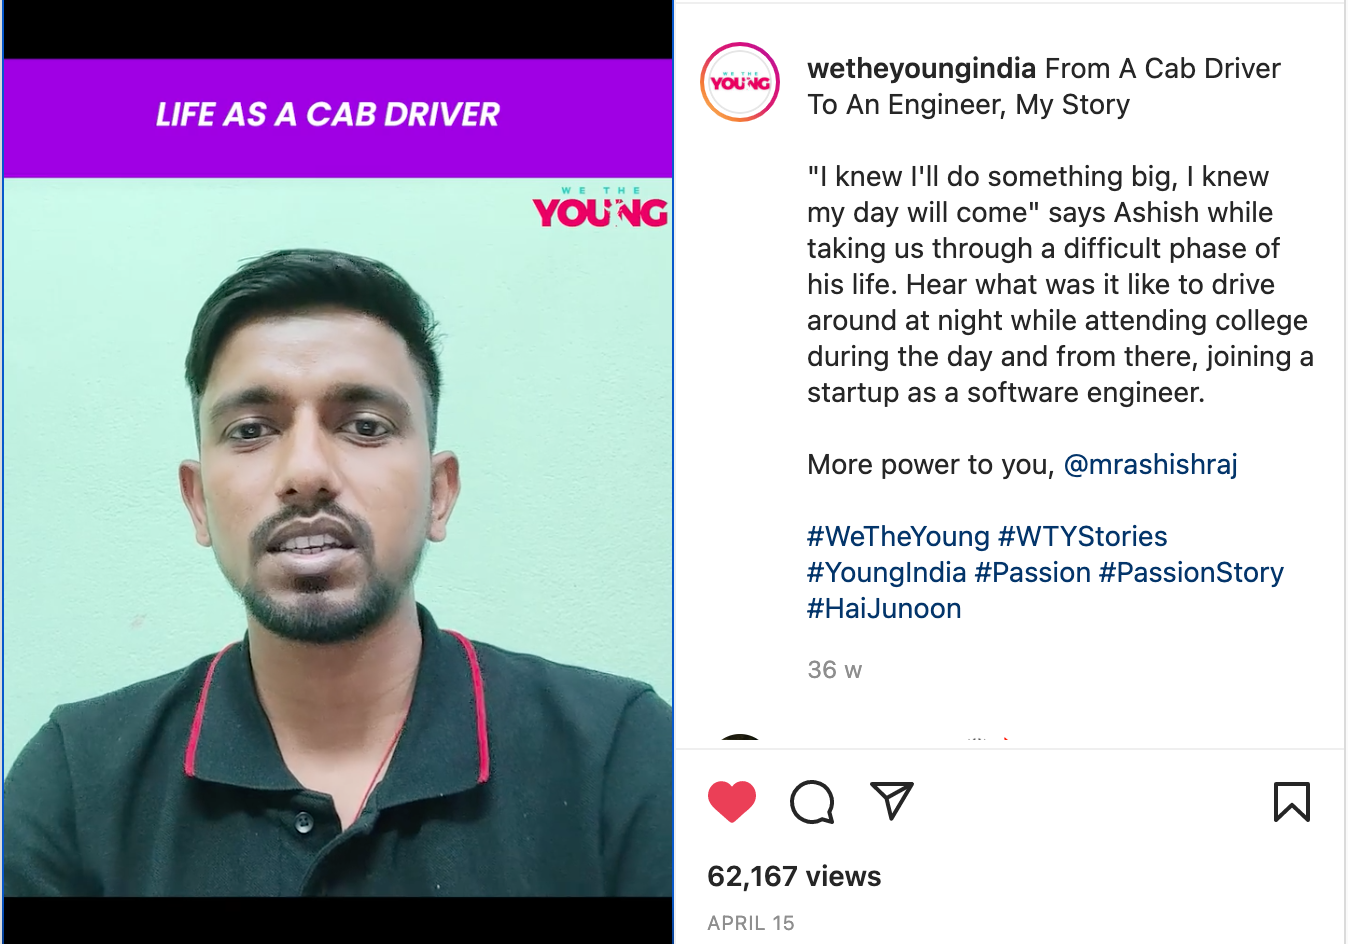 LIFE AS A CAB DRIVER
WE THE
YOUNG
WE THE
YOUNG
wetheyoungindia From A Cab Driver
To An Engineer, My Story
"I knew I'll do something big, I knew
my day will come" says Ashish while
taking us through a difficult phase of
his life. Hear what was it like to drive
around at night while attending college
during the day and from there, joining a
startup as a software engineer.
More power to you, @mrashishraj
#WeTheYoung #WTYStories
#YoungIndia #Passion #PassionStory
#HaiJunoon
36 w
62,167 views
APRIL 15